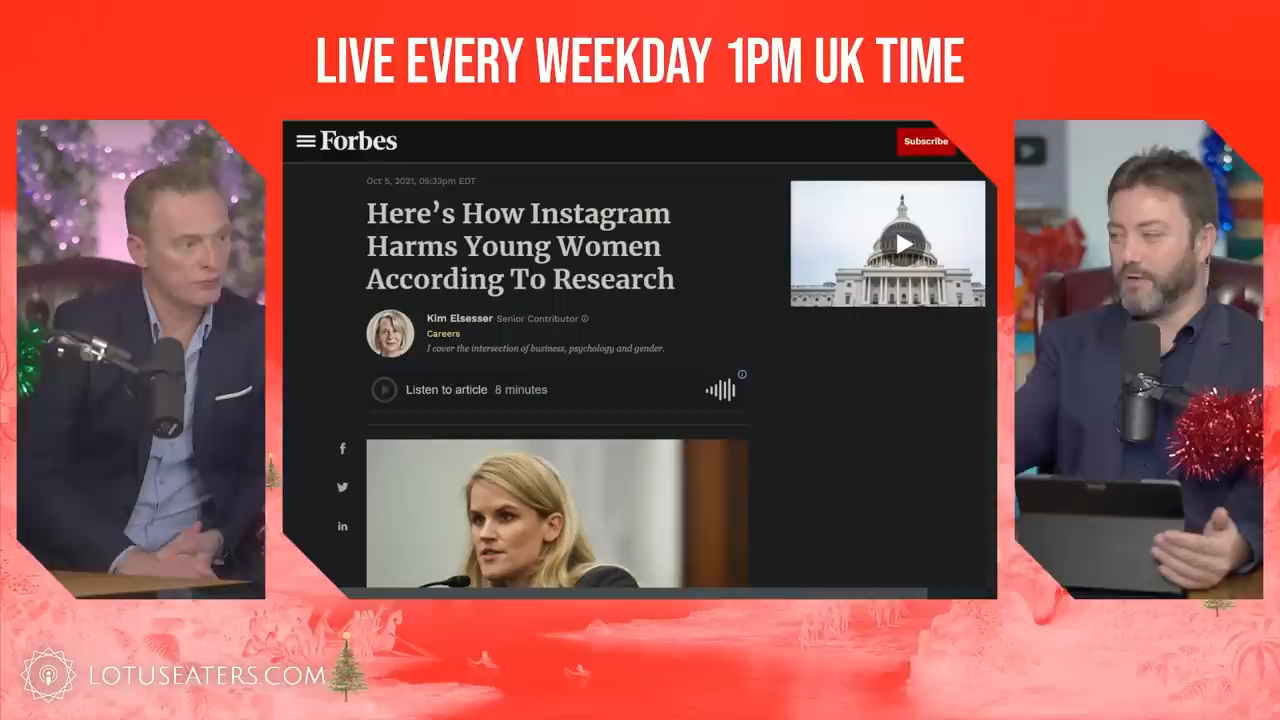 LIVE EVERY WEEKDAY 1PM UK TIME
Forbes
Subscribe
Oct 5, 2021, 05:33pm EDT
Here's How Instagram
Harms Young Women
According To Research
Kim Elsesser Senior Contributor
Careers
I cover the intersection of business, psychology and gender.
Listen to article 8 minutes
f
in
LOTUSEATERS.COM